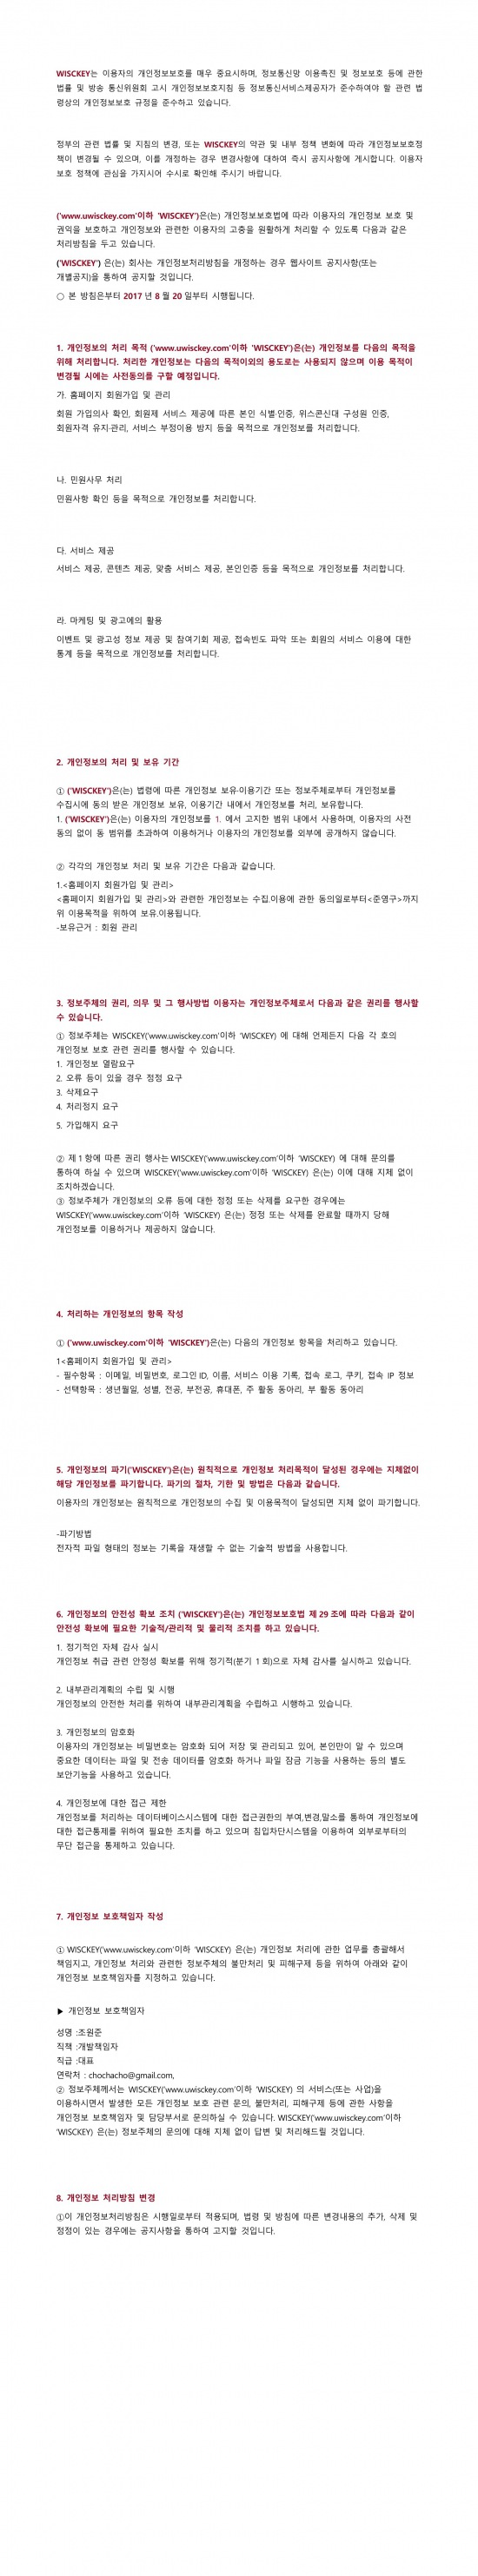 WISCKEY는 이용자의 개인정보보호를 매우 중요시하며, 정보통신망 이용촉진 및 정보보호 등에 관한
법률 및 방송 통신위원회 고시 개인정보보호지침 등 정보통신서비스제공자가 준수하여야 할 관련 법
령상의 개인정보보호 규정을 준수하고 있습니다.
정부의 관련 법률 및 지침의 변경, 또는 WISCKEY의 약관 및 내부 정책 변화에 따라 개인정보보호정
책이 변경될 수 있으며, 이를 개정하는 경우 변경사항에 대하여 즉시 공지사항에 게시합니다. 이용자
보호 정책에 관심을 가지시어 수시로 확인해 주시기 바랍니다.
('www.uwisckey.com'이하 'WISCKEY')은(는) 개인정보보호법에 따라 이용자의 개인정보 보호 및
권익을 보호하고 개인정보와 관련한 이용자의 고충을 원활하게 처리할 수 있도록 다음과 같은
처리방침을 두고 있습니다.
('WISCKEY') 은(는) 회사는 개인정보처리방침을 개정하는 경우 웹사이트 공지사항(또는
개별공지)을 통하여 공지할 것입니다.
○ 본 방침은부터 2017 년 8 월 20 일부터 시행됩니다.
1. 개인정보의 처리 목적 ('www.uwisckey.com'이하 'WISCKEY')은(는) 개인정보를 다음의 목적을
위해 처리합니다. 처리한 개인정보는 다음의 목적이외의 용도로는 사용되지 않으며 이용 목적이
변경될 시에는 사전동의를 구할 예정입니다.
가. 홈페이지 회원가입 및 관리
회원 가입의사 확인, 회원제 서비스 제공에 따른 본인 식별·인증, 위스콘신대 구성원 인증,
회원자격 유지·관리, 서비스 부정이용 방지 등을 목적으로 개인정보를 처리합니다.
나. 민원사무 처리
민원사항 확인 등을 목적으로 개인정보를 처리합니다.
다. 서비스 제공
서비스 제공, 콘텐츠 제공, 맞춤 서비스 제공, 본인인증 등을 목적으로 개인정보를 처리합니다.
라. 마케팅 및 광고에의 활용
이벤트 및 광고성 정보 제공 및 참여기회 제공, 접속빈도 파악 또는 회원의 서비스 이용에 대한
통계 등을 목적으로 개인정보를 처리합니다.
2. 개인정보의 처리 및 보유 기간
① ('WISCKEY')은(는) 법령에 따른 개인정보 보유·이용기간 또는 정보주체로부터 개인정보를
수집시에 동의 받은 개인정보 보유, 이용기간 내에서 개인정보를 처리, 보유합니다.
1. ('WISCKEY')은(는) 이용자의 개인정보를 1. 에서 고지한 범위 내에서 사용하며, 이용자의 사전
동의 없이 동 범위를 초과하여 이용하거나 이용자의 개인정보를 외부에 공개하지 않습니다.
② 각각의 개인정보 처리 및 보유 기간은 다음과 같습니다.
1.<홈페이지 회원가입 및 관리>
<홈페이지 회원가입 및 관리>와 관련한 개인정보는 수집.이용에 관한 동의일로부터<준영구>까지
위 이용목적을 위하여 보유.이용됩니다.
-보유근거 : 회원 관리
3. 정보주체의 권리, 의무 및 그 행사방법 이용자는 개인정보주체로서 다음과 같은 권리를 행사할
수 있습니다.
① 정보주체는 WISCKEY('www.uwisckey.com'이하 'WISCKEY) 에 대해 언제든지 다음 각 호의
개인정보 보호 관련 권리를 행사할 수 있습니다.
1. 개인정보 열람요구
2. 오류 등이 있을 경우 정정 요구
3. 삭제요구
4. 처리정지 요구
5. 가입해지 요구
② 제 1 항에 따른 권리 행사는 WISCKEY('www.uwisckey.com'이하 'WISCKEY) 에 대해 문의를
통하여 하실 수 있으며 WISCKEY('www.uwisckey.com'이하 'WISCKEY) 은(는) 이에 대해 지체 없이
조치하겠습니다.
③ 정보주체가 개인정보의 오류 등에 대한 정정 또는 삭제를 요구한 경우에는
WISCKEY('www.uwisckey.com'이하 'WISCKEY) 은(는) 정정 또는 삭제를 완료할 때까지 당해
개인정보를 이용하거나 제공하지 않습니다.
4. 처리하는 개인정보의 항목 작성
① ('www.uwisckey.com'이하 'WISCKEY')은(는) 다음의 개인정보 항목을 처리하고 있습니다.
1<홈페이지 회원가입 및 관리>
- 필수항목 : 이메일, 비밀번호, 로그인 ID, 이름, 서비스 이용 기록, 접속 로그, 쿠키, 접속 IP 정보
- 선택항목 : 생년월일, 성별, 전공, 부전공, 휴대폰, 주 활동 동아리, 부 활동 동아리
5. 개인정보의 파기('WISCKEY')은(는) 원칙적으로 개인정보 처리목적이 달성된 경우에는 지체없이
해당 개인정보를 파기합니다. 파기의 절차, 기한 및 방법은 다음과 같습니다.
이용자의 개인정보는 원칙적으로 개인정보의 수집 및 이용목적이 달성되면 지체 없이 파기합니다.
-파기방법
전자적 파일 형태의 정보는 기록을 재생할 수 없는 기술적 방법을 사용합니다.
6. 개인정보의 안전성 확보 조치 ('WISCKEY')은(는) 개인정보보호법 제 29 조에 따라 다음과 같이
안전성 확보에 필요한 기술적/관리적 및 물리적 조치를 하고 있습니다.
1. 정기적인 자체 감사 실시
개인정보 취급 관련 안정성 확보를 위해 정기적(분기 1 회)으로 자체 감사를 실시하고 있습니다.
2. 내부관리계획의 수립 및 시행
개인정보의 안전한 처리를 위하여 내부관리계획을 수립하고 시행하고 있습니다.
3. 개인정보의 암호화
이용자의 개인정보는 비밀번호는 암호화 되어 저장 및 관리되고 있어, 본인만이 알 수 있으며
중요한 데이터는 파일 및 전송 데이터를 암호화 하거나 파일 잠금 기능을 사용하는 등의 별도
보안기능을 사용하고 있습니다.
4. 개인정보에 대한 접근 제한
개인정보를 처리하는 데이터베이스시스템에 대한 접근권한의 부여,변경,말소를 통하여 개인정보에
대한 접근통제를 위하여 필요한 조치를 하고 있으며 침입차단시스템을 이용하여 외부로부터의
무단 접근을 통제하고 있습니다.
7. 개인정보 보호책임자 작성
① WISCKEY('www.uwisckey.com'이하 'WISCKEY) 은(는) 개인정보 처리에 관한 업무를 총괄해서
책임지고, 개인정보 처리와 관련한 정보주체의 불만처리 및 피해구제 등을 위하여 아래와 같이
개인정보 보호책임자를 지정하고 있습니다.
▶ 개인정보 보호책임자
성명 :조원준
직책 :개발책임자
직급 :대표
연락처 : chochacho@gmail.com,
② 정보주체께서는 WISCKEY('www.uwisckey.com'이하 'WISCKEY) 의 서비스(또는 사업)을
이용하시면서 발생한 모든 개인정보 보호 관련 문의, 불만처리, 피해구제 등에 관한 사항을
개인정보 보호책임자 및 담당부서로 문의하실 수 있습니다. WISCKEY('www.uwisckey.com'이하
'WISCKEY) 은(는) 정보주체의 문의에 대해 지체 없이 답변 및 처리해드릴 것입니다.
8. 개인정보 처리방침 변경
①이 개인정보처리방침은 시행일로부터 적용되며, 법령 및 방침에 따른 변경내용의 추가, 삭제 및
정정이 있는 경우에는 공지사항을 통하여 고지할 것입니다.